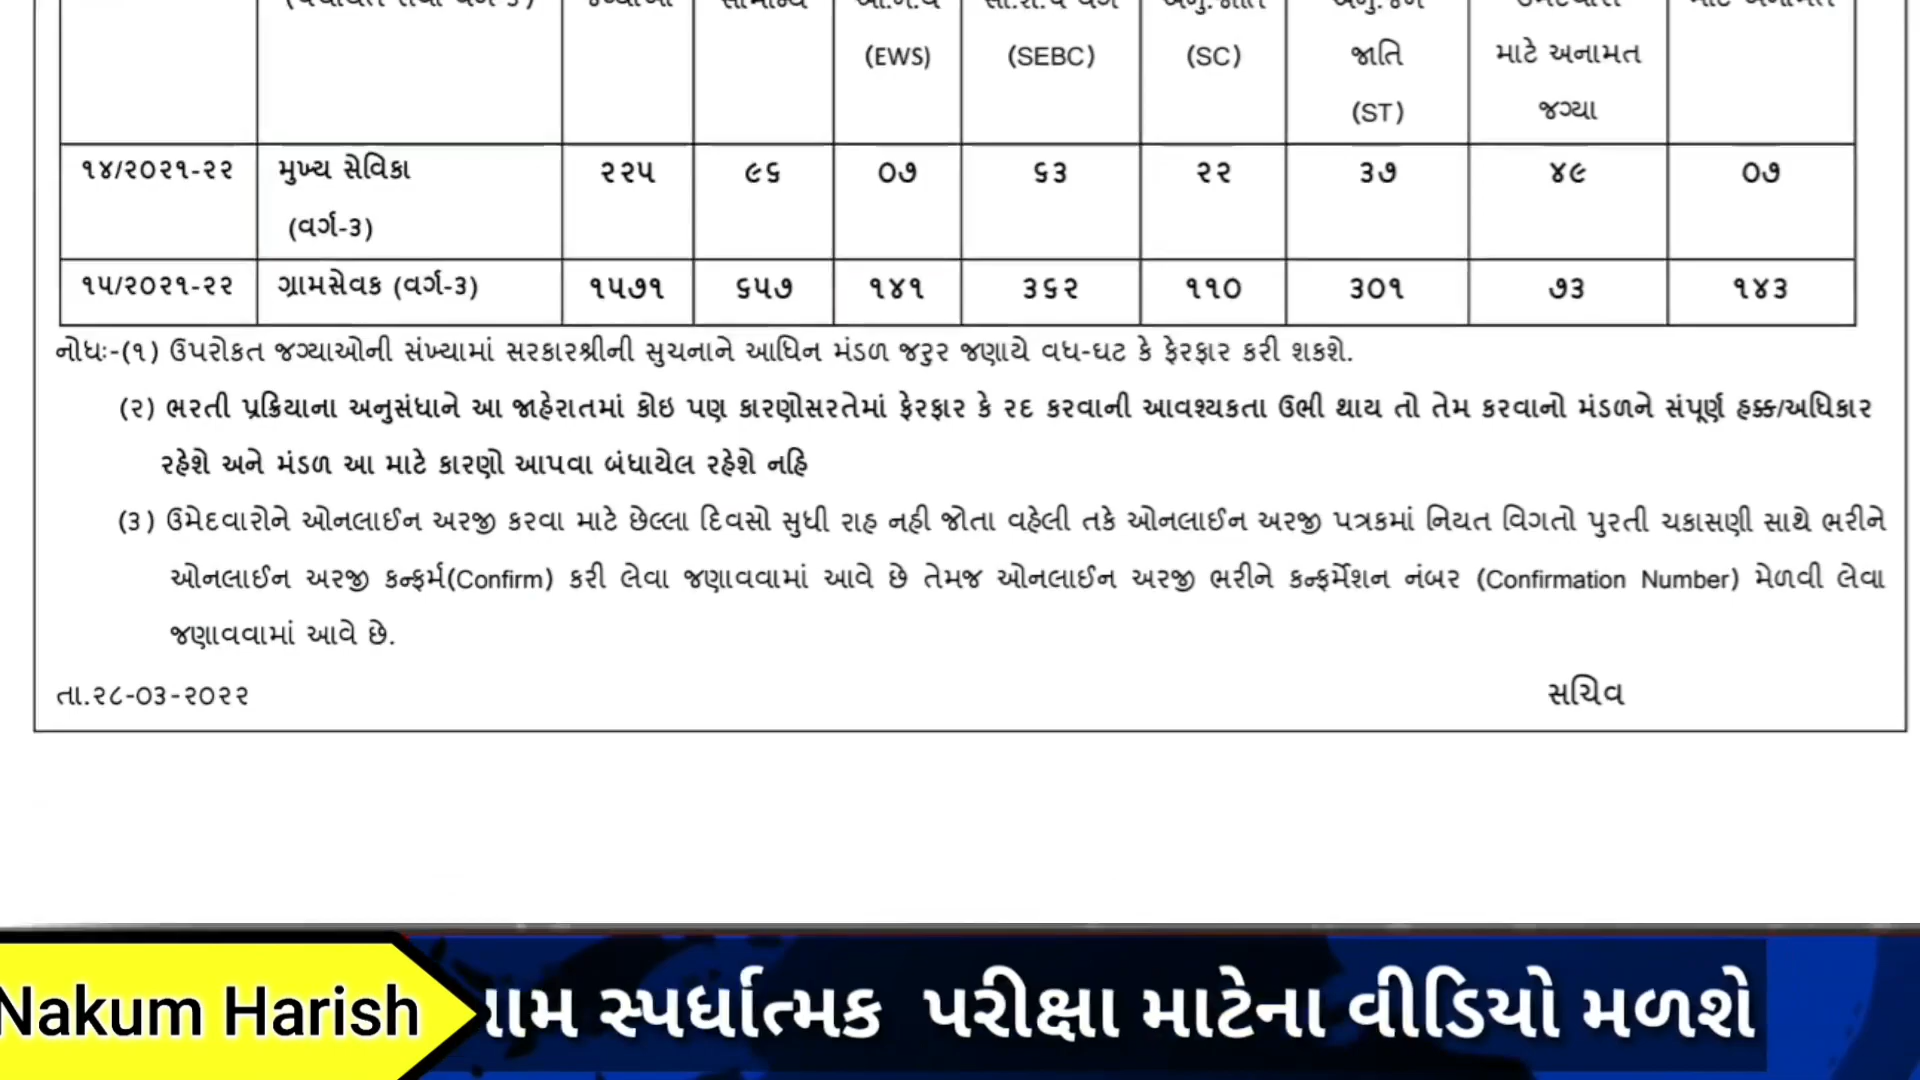 (EWS) (SEBC) (SC) જાતિ માટે અનામત
(ST) જગ્યા
૧૪/૨૦૨૧-૨૨ મુખ્ય સેવિકા ૨૨૫ ૯૬ ૦૭ ૬૩ ૨૨ ૩૭ ૪૯ ૦૭
(વર્ગ-૩)
૧૫/૨૦૨૧-૨૨ ગ્રામસેવક (વર્ગ-૩) ૧૫૭૧ ૬૫૭ ૧૪૧ ૩૬૨ ૧૧૦ ૩૦૧ ૭૩ ૧૪૩
નોધઃ-(૧) ઉપરોકત જગ્યાઓની સંખ્યામાં સરકારશ્રીની સુચનાને આધિન મંડળ જરુર જણાયે વધ-ઘટ કે ફેરફાર કરી શકશે.
(૨) ભરતી પ્રક્રિયાના અનુસંધાને આ જાહેરાતમાં કોઇ પણ કારણોસરતેમાં ફેરફાર કે રદ કરવાની આવશ્યકતા ઉભી થાય તો તેમ કરવાનો મંડળને સંપૂર્ણ હક્ક/અધિકાર
રહેશે અને મંડળ આ માટે કારણો આપવા બંધાયેલ રહેશે નહિ
(૩) ઉમેદવારોને ઓનલાઈન અરજી કરવા માટે છેલ્લા દિવસો સુધી રાહ નહી જોતા વહેલી તકે ઓનલાઈન અરજી પત્રકમાં નિયત વિગતો પુરતી ચકાસણી સાથે ભરીને
ઓનલાઈન અરજી કન્ફર્મ(Confirm) કરી લેવા જણાવવામાં આવે છે તેમજ ઓનલાઈન અરજી ભરીને કન્ફર્મેશન નંબર (Confirmation Number) મેળવી લેવા
જણાવવામાં આવે છે.
તા.૨૮-૦૩-૨૦૨૨ સચિવ
Nakum Harish સ્પર્ધાત્મક પરીક્ષા માટેના વીડિયો મળશે